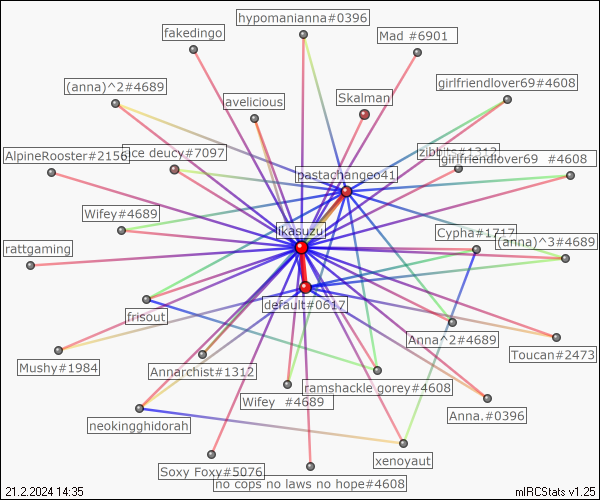 hypomanianna#0396
fakedingo
Mad #6901
(anna)^2#4689
girlfriendlover69#4608
avelicious
Skalman
AlpineRooster#2156
ce deucy#7097
zibbits#1312
girlfriendlover69 #4608
pastachangeo41
Wifey#4689
ikasuzu
Cypha#1717
(anna)^3#4689
rattgaming
default#0617
frisout
Anna^2#4689
Toucan#2473
Mushy#1984
Annarchist#1312
ramshackle gorey#4608
Wifey #4689
Anna.#0396
neokingghidorah
xenoyaut
Soxy Foxy#5076
no cops no laws no hope#4608
21.2.2024 14:35
mIRCStats v1.25